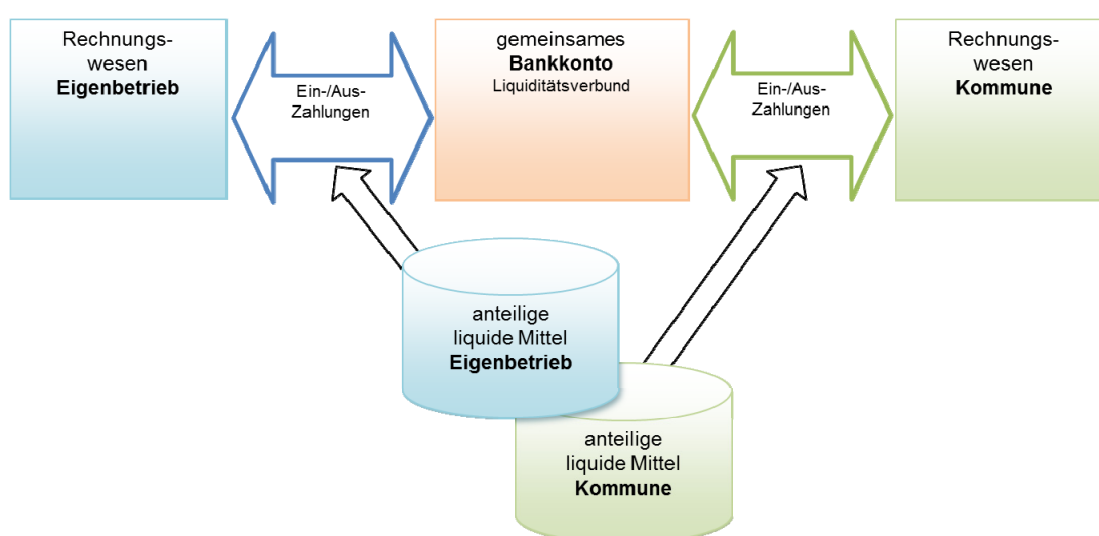 Rechnungs-
wesen
Eigenbetrieb
Ein-/Aus-
Zahlungen
gemeinsames
Bankkonto
Liquiditätsverbund
Ein-/Aus-
Zahlungen
Rechnungs-
wesen
Kommune
anteilige
liquide Mittel
Eigenbetrieb
anteilige
liquide Mittel
Kommune